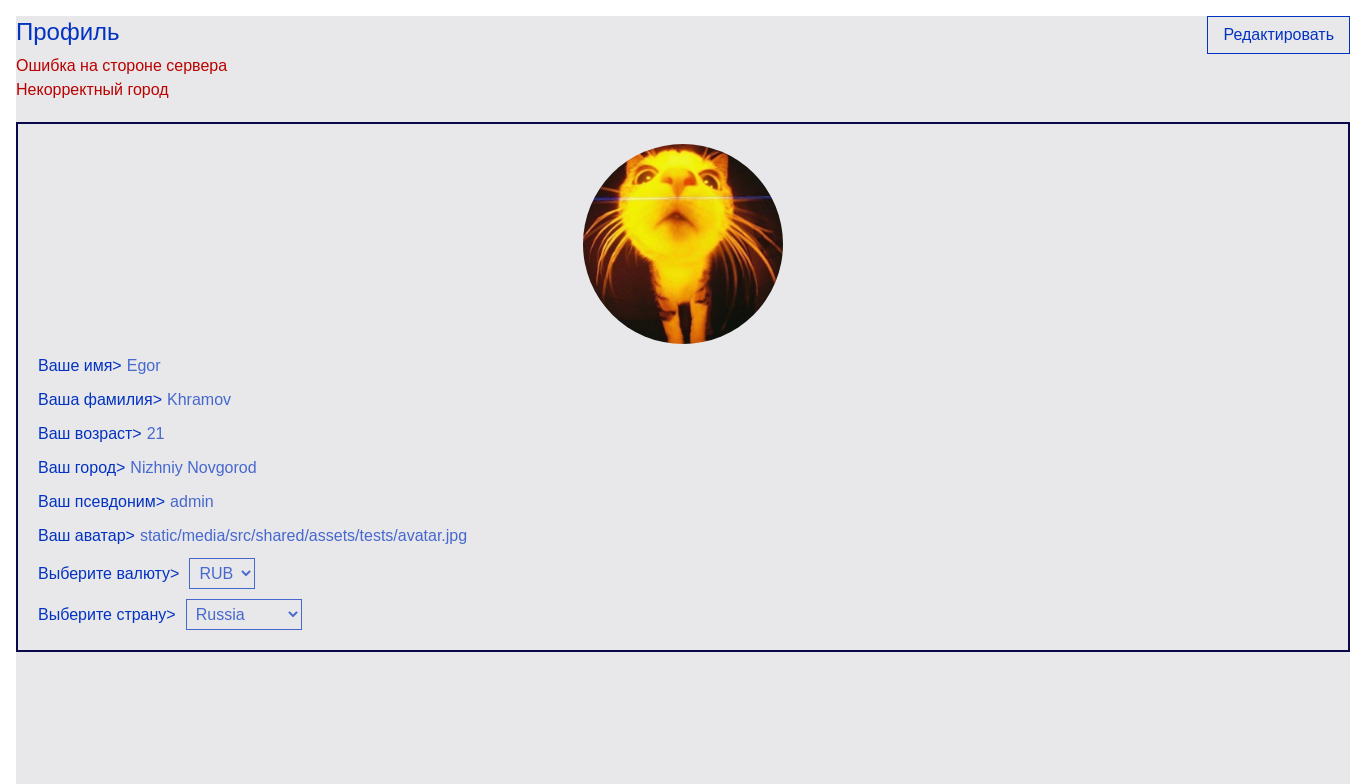 Профиль
Редактировать
Ошибка на стороне сервера
Некорректный город
Ваше имя> Egor
Ваша фамилия> Khramov
Ваш возраст> 21
Ваш город> Nizhniy Novgorod
Ваш псевдоним> admin
Ваш аватар> static/media/src/shared/assets/tests/avatar.jpg
Выберите валюту> RUB
Выберите страну> Russia